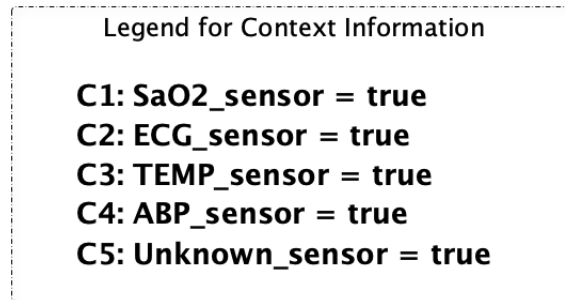 Legend for Context Information
C1: SaO2_sensor = true
C2: ECG_sensor = true
C3: TEMP_sensor = true
C4: ABP_sensor = true
C5: Unknown_sensor = true